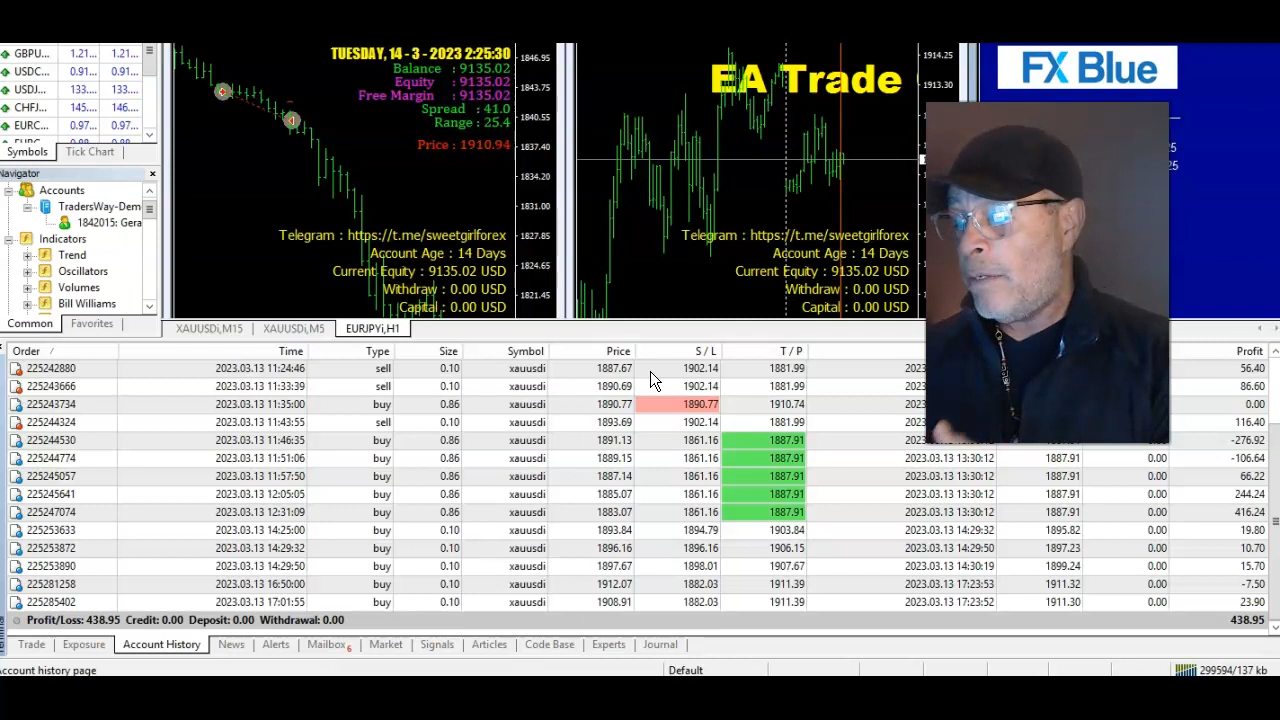 GBPU... 1.21... 1.21...
USDC... 0.91... 0.91...
USDJ... 133.... 133....
CHFJ... 145.... 146....
EURC... 0.97... 0.97...
Symbols Tick Chart
Navigator
Accounts
TradersWay-Dem
1842015: Gera
Indicators
Trend
Oscillators
Volumes
Bill Williams
Common Favorites
TUESDAY, 14 - 3 - 2023 2:25:30
Balance : 9135.02
Equity : 9135.02
Free Margin : 9135.02
Spread : 41.0
Range : 25.4
Price : 1910.94
Telegram : https://t.me/sweetgirlforex
Account Age : 14 Days
Current Equity : 9135.02 USD
Withdraw : 0.00 USD
Capital : 0.00 USD
1846.95
1843.75
1840.55
1837.40
1834.20
1831.00
1827.85
1824.65
1821.45
EA Trade
Telegram : https://t.me/sweetgirlforex
Account Age : 14 Days
Current Equity : 9135.02 USD
Withdraw : 0.00 USD
Capital : 0.00 USD
1914.25
1913.30
FX Blue
XAUUSDi,M15 XAUUSDi,M5 EURJPYi,H1
Order / Time Type Size Symbol Price S / L T / P Profit
225242880 2023.03.13 11:24:46 sell 0.10 xauusdi 1887.67 1902.14 1881.99 56.40
225243666 2023.03.13 11:33:39 sell 0.10 xauusdi 1890.69 1902.14 1881.99 86.60
225243734 2023.03.13 11:35:00 buy 0.86 xauusdi 1890.77 1890.77 1910.74 0.00
225244324 2023.03.13 11:43:55 sell 0.10 xauusdi 1893.69 1902.14 1881.99 116.40
225244530 2023.03.13 11:46:35 buy 0.86 xauusdi 1891.13 1861.16 1887.91 2023.03.13 13:30:12 1887.91 0.00 -276.92
225244774 2023.03.13 11:51:06 buy 0.86 xauusdi 1889.15 1861.16 1887.91 2023.03.13 13:30:12 1887.91 0.00 -106.64
225245057 2023.03.13 11:57:50 buy 0.86 xauusdi 1887.14 1861.16 1887.91 2023.03.13 13:30:12 1887.91 0.00 66.22
225245641 2023.03.13 12:05:05 buy 0.86 xauusdi 1885.07 1861.16 1887.91 2023.03.13 13:30:12 1887.91 0.00 244.24
225247074 2023.03.13 12:31:09 buy 0.86 xauusdi 1883.07 1861.16 1887.91 2023.03.13 13:30:12 1887.91 0.00 416.24
225253633 2023.03.13 14:25:00 buy 0.10 xauusdi 1893.84 1894.79 1903.84 2023.03.13 14:29:32 1895.82 0.00 19.80
225253872 2023.03.13 14:29:32 buy 0.10 xauusdi 1896.16 1896.16 1906.15 2023.03.13 14:29:50 1897.23 0.00 10.70
225253890 2023.03.13 14:29:50 buy 0.10 xauusdi 1897.67 1898.01 1907.67 2023.03.13 14:30:19 1899.24 0.00 15.70
225281258 2023.03.13 16:50:00 buy 0.10 xauusdi 1912.07 1882.03 1911.39 2023.03.13 17:23:53 1911.32 0.00 -7.50
225285402 2023.03.13 17:01:55 buy 0.10 xauusdi 1908.91 1882.03 1911.39 2023.03.13 17:23:52 1911.30 0.00 23.90
Profit/Loss: 438.95 Credit: 0.00 Deposit: 0.00 Withdrawal: 0.00 438.95
Trade Exposure Account History News Alerts Mailbox 6 Market Signals Articles Code Base Experts Journal
Account history page Default 299594/137 kb